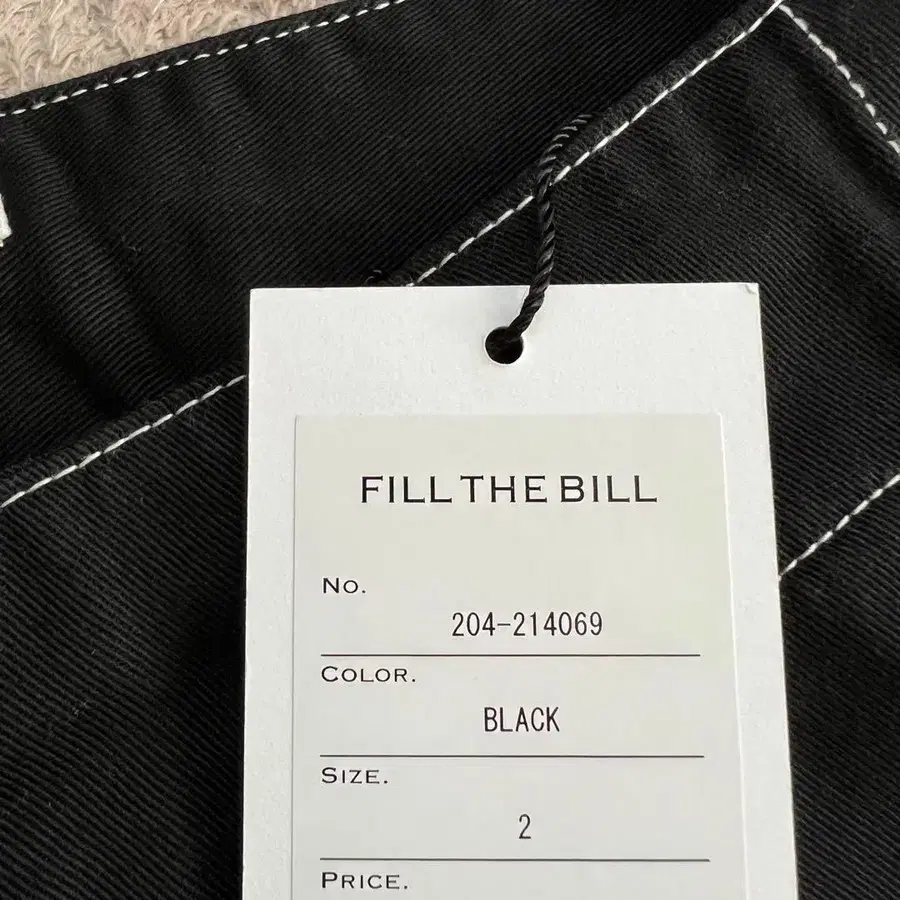 FILL THE BILL
No.
204-214069
COLOR.
BLACK
SIZE.
2
PRICE.